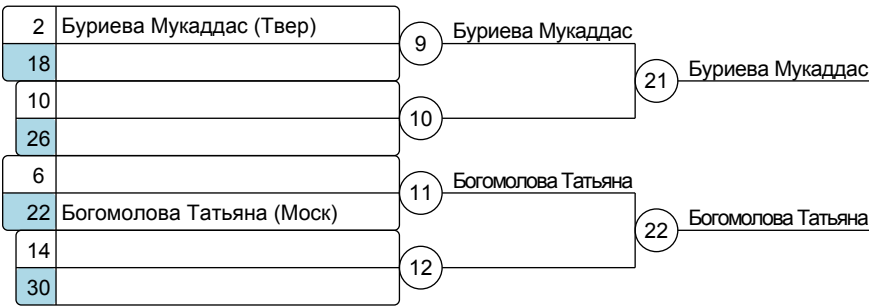 2 Буриева Мукаддас (Твер)
18
9 Буриева Мукаддас
10
26
10
21 Буриева Мукаддас
6
22 Богомолова Татьяна (Моск)
11 Богомолова Татьяна
14
30
12
22 Богомолова Татьяна